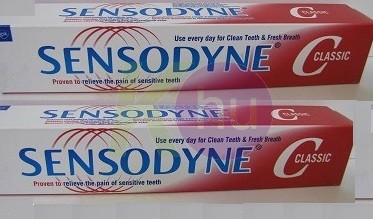 SENSODYNE CLASSIC
Use every day for Clean Teeth & Fresh Breath
C CLASSIC
SENSODYNE®
Proven to relieve the pain of sensitive teeth
SENSODYNE
Use every day for Clean Teeth & Fresh Breath
C CLASSIC
SENSODYNE®
Proven to relieve the pain of sensitive teeth